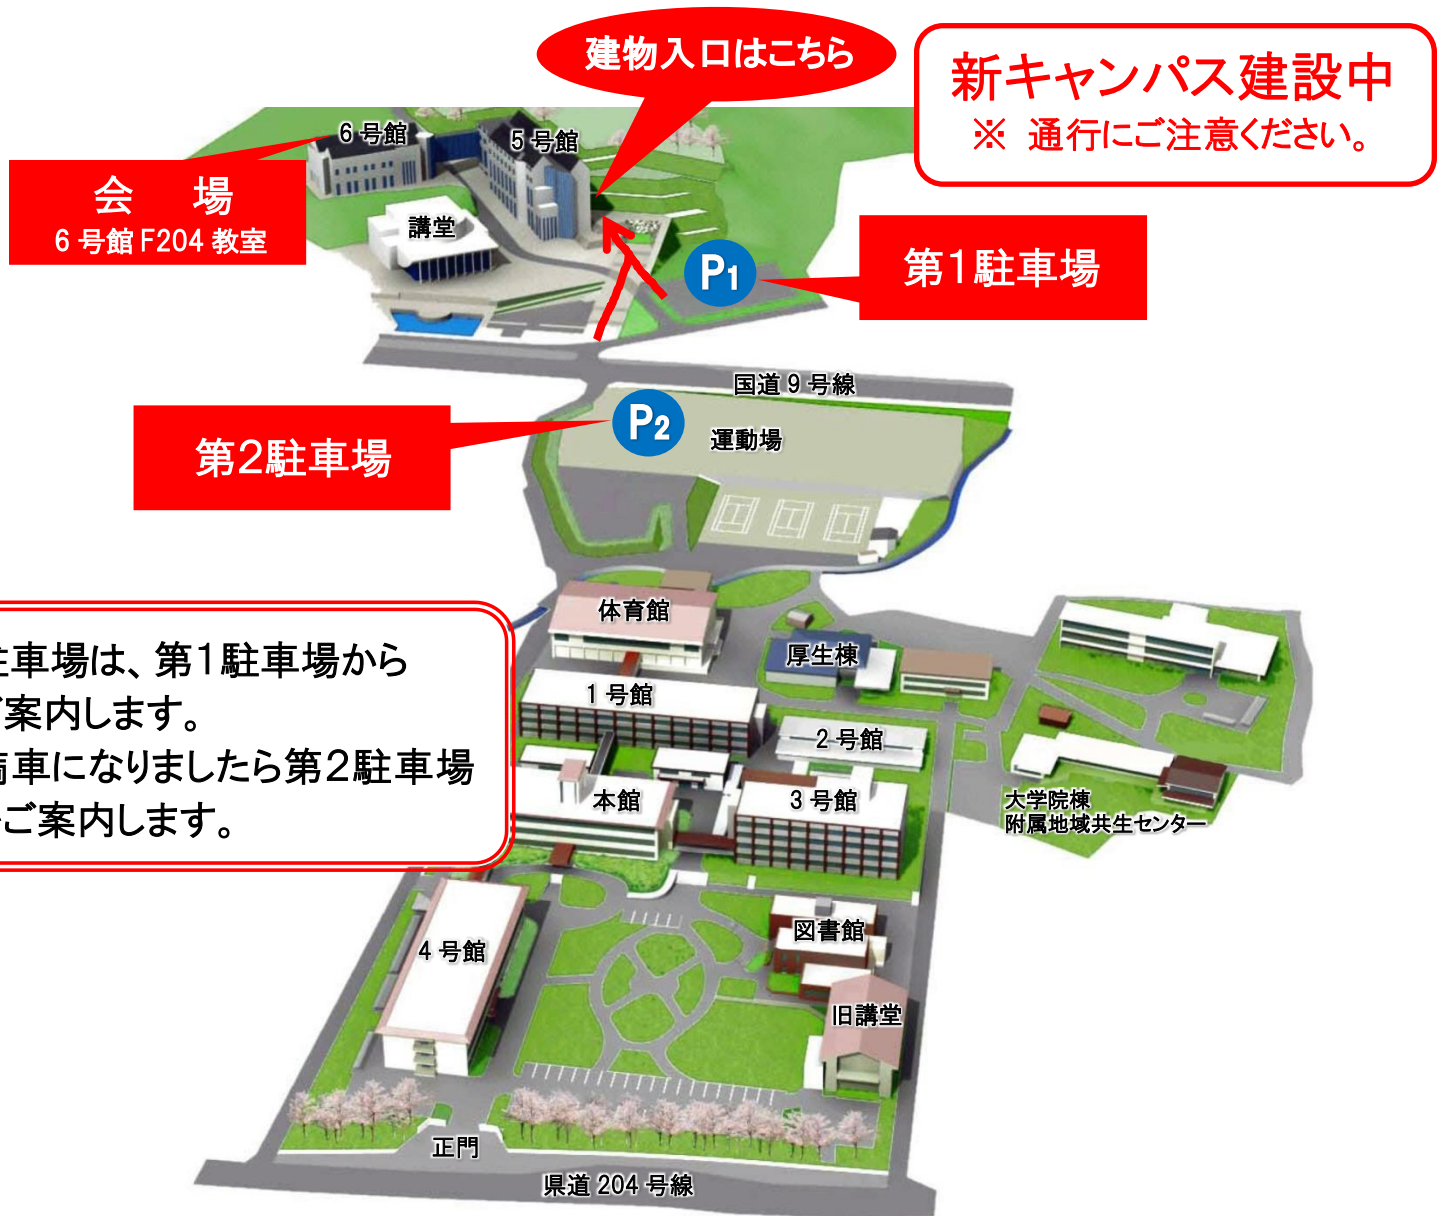 建物入口はこちら
新キャンパス建設中
※ 通行にご注意ください。
6号館
5号館
会 場
6号館F204教室
講堂
P1
第1駐車場
国道9号線
P2
運動場
第2駐車場
体育館
厚生棟
車場は、第1駐車場から
案内します。
車になりましたら第2駐車場
ご案内します。
1号館
2号館
本館
3号館
大学院棟
附属地域共生センター
4号館
図書館
旧講堂
正門
県道204号線